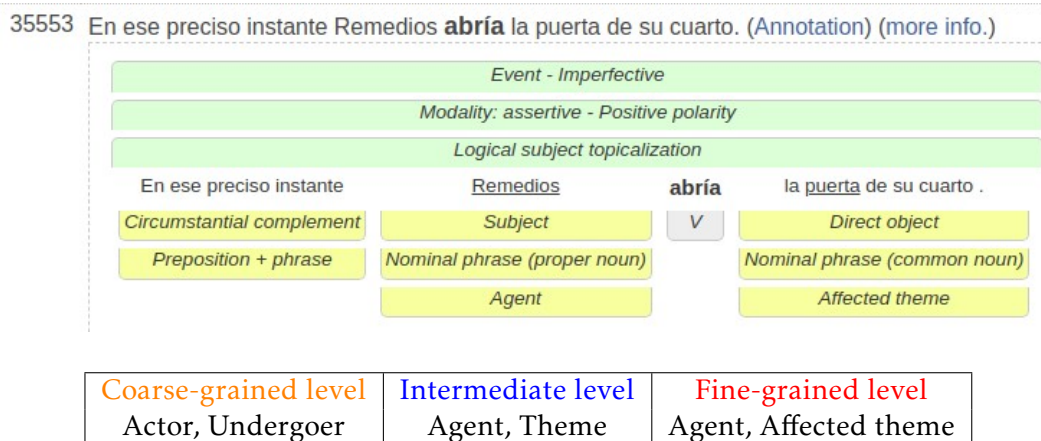 35553 En ese preciso instante Remedios abría la puerta de su cuarto. (Annotation) (more info.)
Event - Imperfective
Modality: assertive - Positive polarity
Logical subject topicalization
En ese preciso instante Remedios abría la puerta de su cuarto .
Circumstantial complement Subject V Direct object
Preposition + phrase Nominal phrase (proper noun) Nominal phrase (common noun)
Agent Affected theme
Coarse-grained level Intermediate level Fine-grained level
Actor, Undergoer Agent, Theme Agent, Affected theme